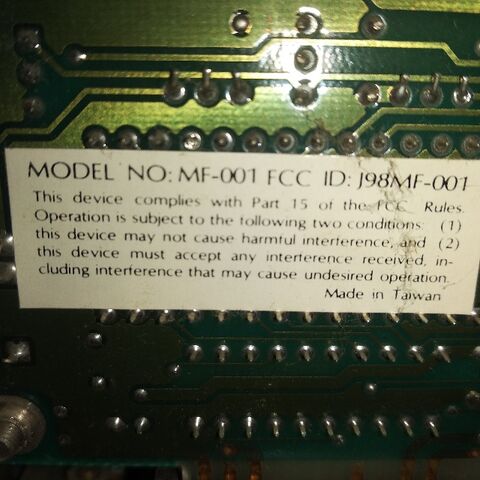 MODEL NO: MF-001 FCC ID: J98MF-001
This device complies with Part 15 of the FCC Rules.
Operation is subject to the following two conditions: (1)
this device may not cause harmful interference, and (2)
this device must accept any interference received, in-
cluding interference that may cause undesired operation.
Made in Taiwan